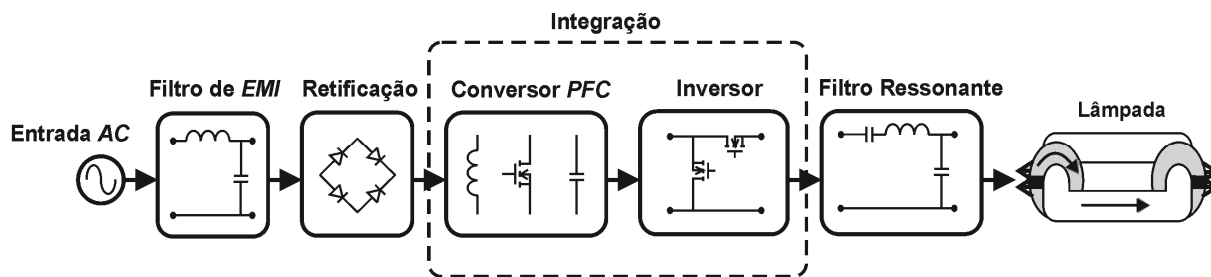 Integração
Filtro de EMI
Retificação
Conversor PFC
Inversor
Filtro Ressonante
Lâmpada
Entrada AC